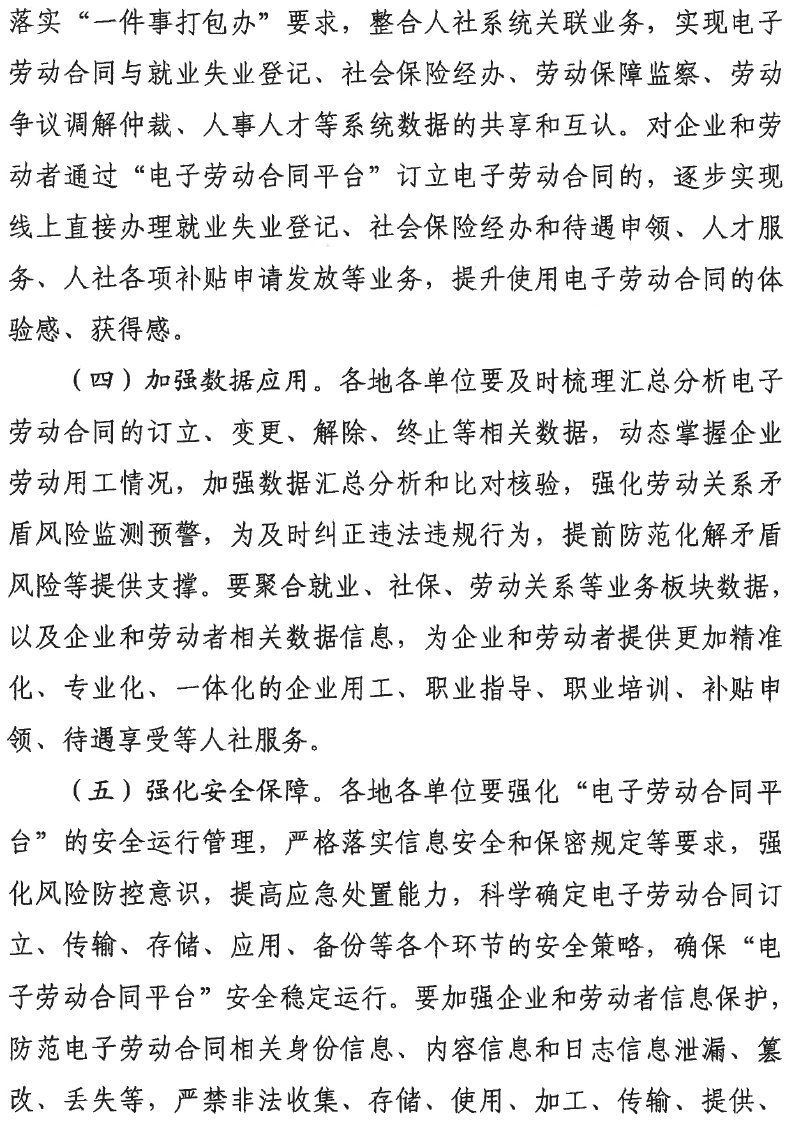 落实“一件事打包办”要求，整合人社系统关联业务，实现电子
劳动合同与就业失业登记、社会保险经办、劳动保障监察、劳动
争议调解仲裁、人事人才等系统数据的共享和互认。对企业和劳
动者通过“电子劳动合同平台”订立电子劳动合同的，逐步实现
线上直接办理就业失业登记、社会保险经办和待遇申领、人才服
务、人社各项补贴申请发放等业务，提升使用电子劳动合同的体
验感、获得感。
（四）加强数据应用。各地各单位要及时梳理汇总分析电子
劳动合同的订立、变更、解除、终止等相关数据，动态掌握企业
劳动用工情况，加强数据汇总分析和比对核验，强化劳动关系矛
盾风险监测预警，为及时纠正违法违规行为，提前防范化解矛盾
风险等提供支撑。要聚合就业、社保、劳动关系等业务板块数据，
以及企业和劳动者相关数据信息，为企业和劳动者提供更加精准
化、专业化、一体化的企业用工、职业指导、职业培训、补贴申
领、待遇享受等人社服务。
（五）强化安全保障。各地各单位要强化“电子劳动合同平
台”的安全运行管理，严格落实信息安全和保密规定等要求，强
化风险防控意识，提高应急处置能力，科学确定电子劳动合同订
立、传输、存储、应用、备份等各个环节的安全策略，确保“电
子劳动合同平台”安全稳定运行。要加强企业和劳动者信息保护，
防范电子劳动合同相关身份信息、内容信息和日志信息泄漏、篡
改、丢失等，严禁非法收集、存储、使用、加工、传输、提供、